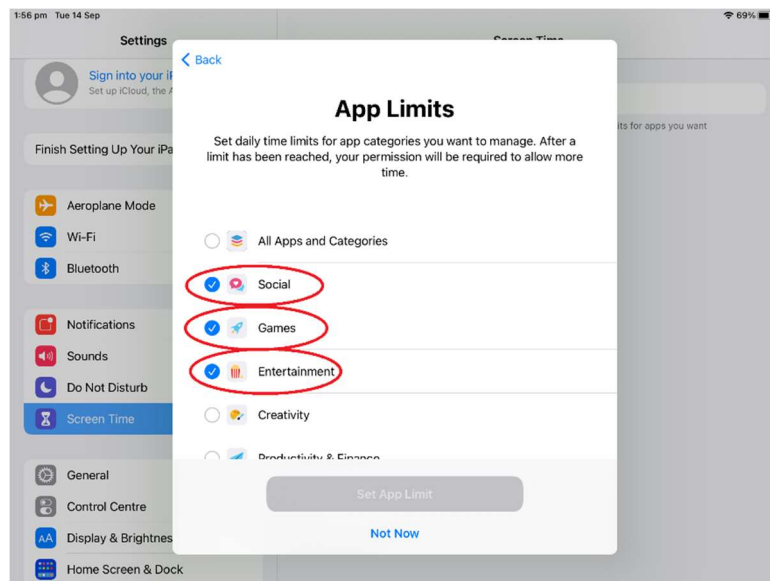 1:56 pm Tue 14 Sep
69%
Settings
Screen Time
Sign into your iP
Set up iCloud, the A
Finish Setting Up Your iPa
Aeroplane Mode
Wi-Fi
Bluetooth
Notifications
Sounds
Do Not Disturb
Screen Time
General
Control Centre
Display & Brightnes
Home Screen & Dock
its for apps you want
Back
App Limits
Set daily time limits for app categories you want to manage. After a
limit has been reached, your permission will be required to allow more
time.
All Apps and Categories
Social
Games
Entertainment
Creativity
Productivity & Finance
Set App Limit
Not Now